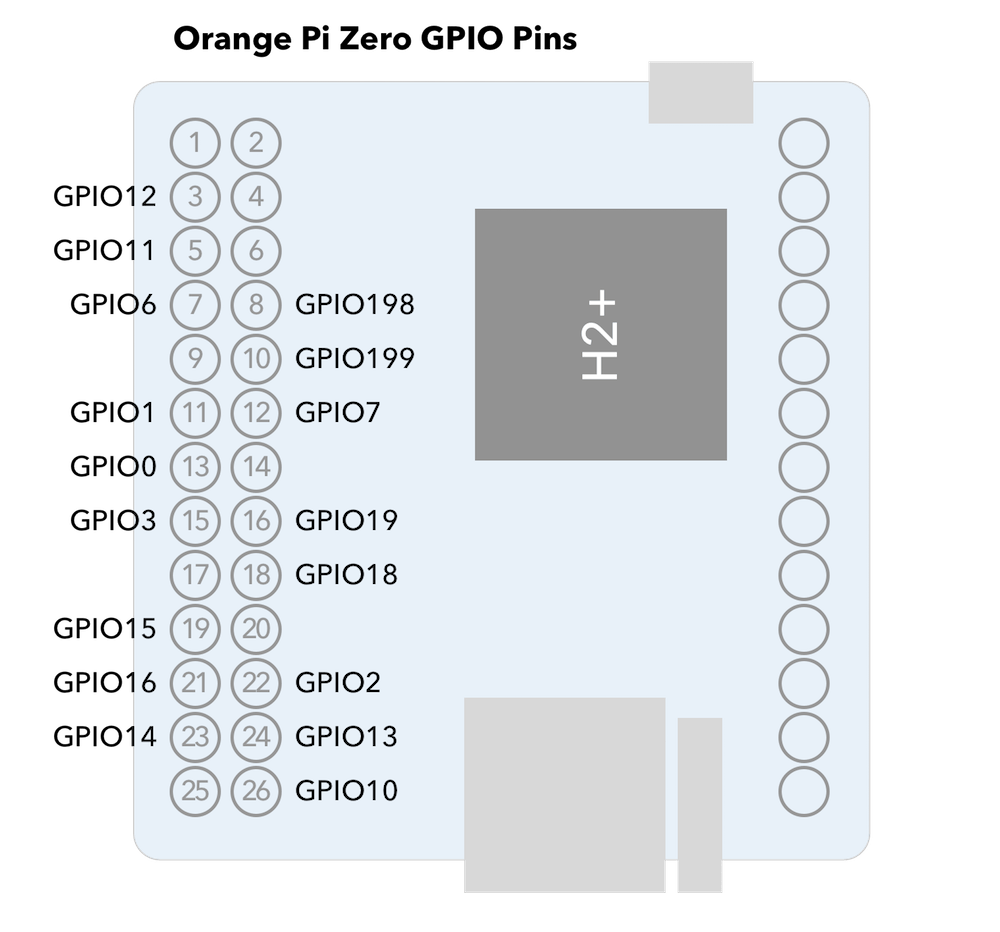 Orange Pi Zero GPIO Pins
1 2
GPIO12 3 4
GPIO11 5 6
GPIO6 7 8 GPIO198
9 10 GPIO199
GPIO1 11 12 GPIO7
GPIO0 13 14
GPIO3 15 16 GPIO19
17 18 GPIO18
GPIO15 19 20
GPIO16 21 22 GPIO2
GPIO14 23 24 GPIO13
25 26 GPIO10
H2+